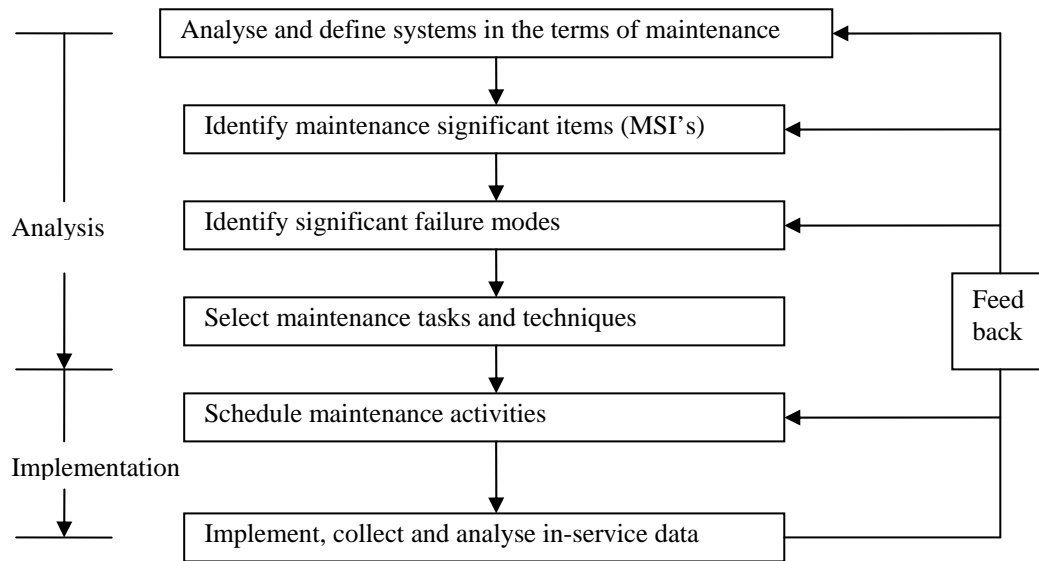 Analyse and define systems in the terms of maintenance
Identify maintenance significant items (MSI's)
Identify significant failure modes
Analysis
Select maintenance tasks and techniques
Feed
back
Schedule maintenance activities
Implementation
Implement, collect and analyse in-service data